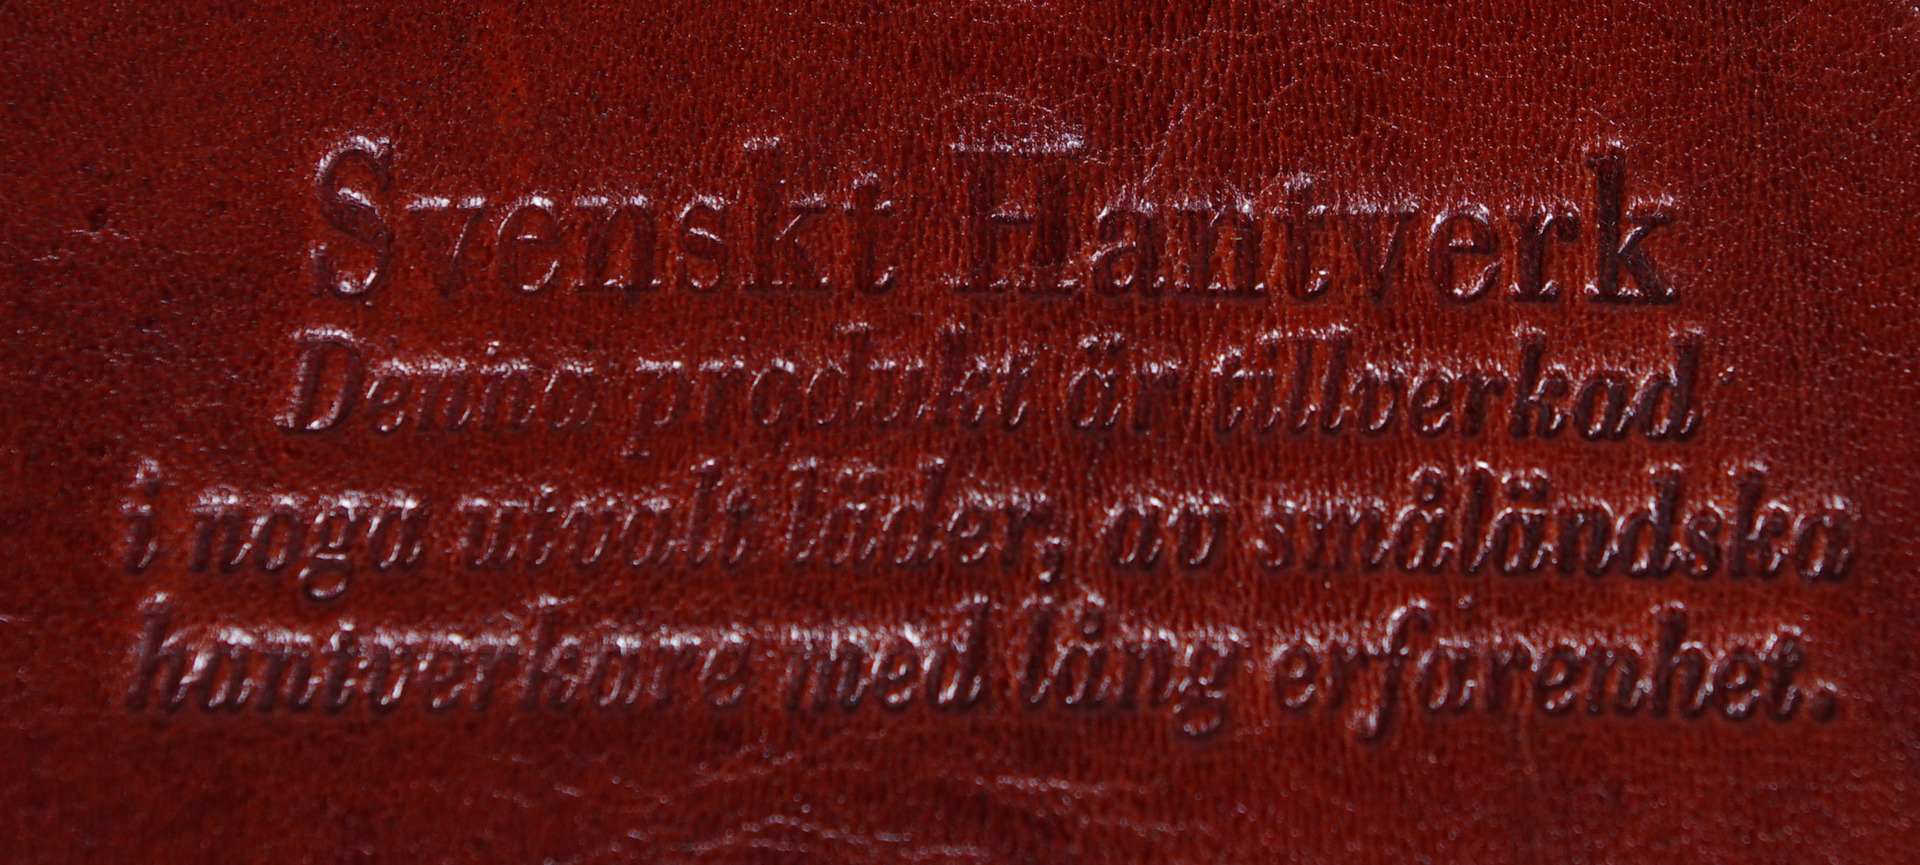 Svenskt Hantverk
Denna produkt är tillverkad
i noga utvalt läder, av småländska
hantverkare med lång erfarenhet.